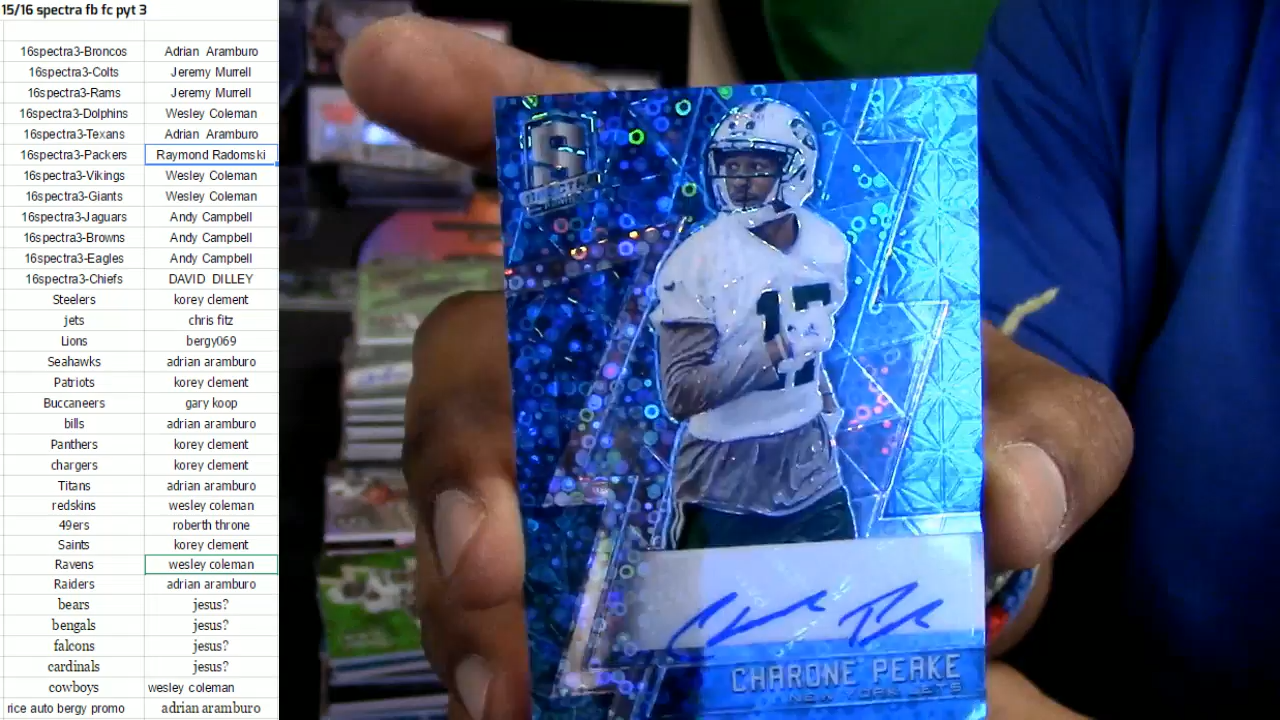 15/16 spectra fb fc pyt 3
16spectra3-Broncos Adrian Aramburo
16spectra3-Colts Jeremy Murrell
16spectra3-Rams Jeremy Murrell
16spectra3-Dolphins Wesley Coleman
16spectra3-Texans Adrian Aramburo
16spectra3-Packers Raymond Radomski
16spectra3-Vikings Wesley Coleman
16spectra3-Giants Wesley Coleman
16spectra3-Jaguars Andy Campbell
16spectra3-Browns Andy Campbell
16spectra3-Eagles Andy Campbell
16spectra3-Chiefs DAVID DILLEY
Steelers korey clement
jets chris fitz
Lions bergy069
Seahawks adrian aramburo
Patriots korey clement
Buccaneers gary koop
bills adrian aramburo
Panthers korey clement
chargers korey clement
Titans adrian aramburo
redskins wesley coleman
49ers roberth throne
Saints korey clement
Ravens wesley coleman
Raiders adrian aramburo
bears jesus?
bengals jesus?
falcons jesus?
cardinals jesus?
cowboys wesley coleman
rice auto bergy promo adrian aramburo
S
SPECTRA
17
CHARONE PEAKE
NEW YORK JETS